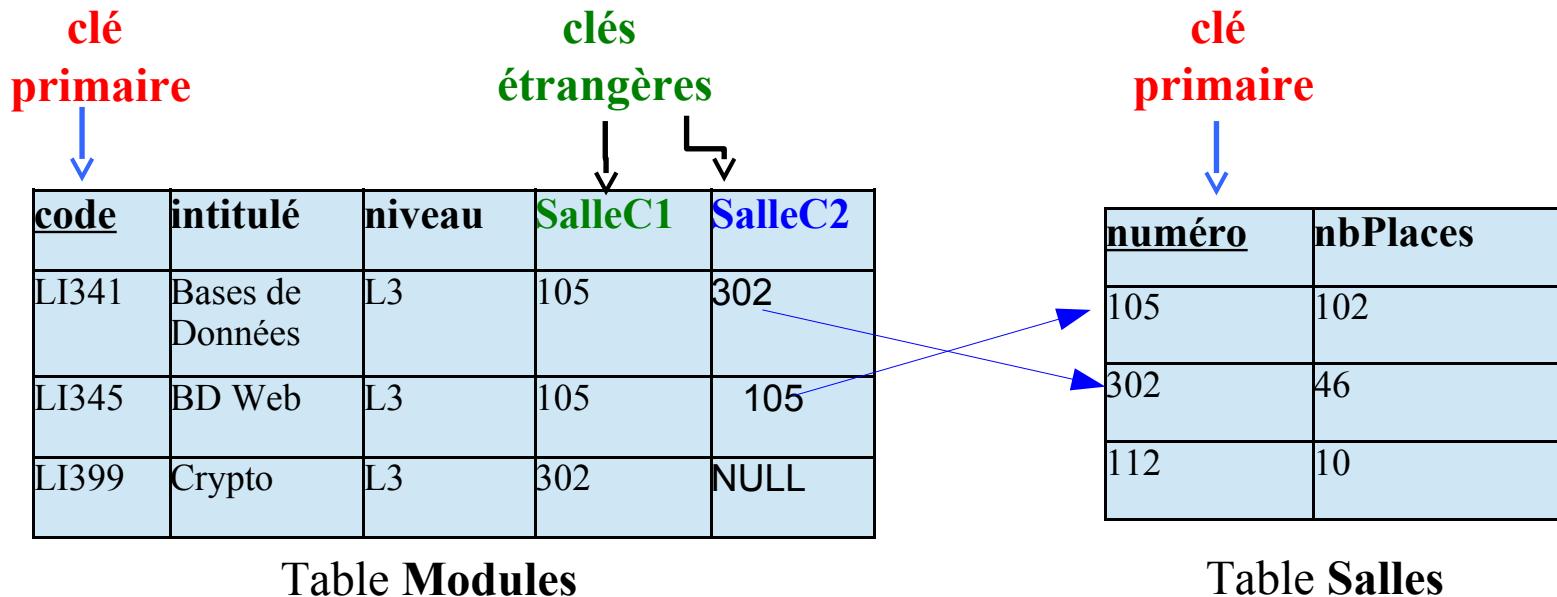 clé
primaire
clés
étrangères
clé
primaire
code intitulé niveau SalleC1 SalleC2
LI341 Bases de Données L3 105 302
LI345 BD Web L3 105 105
LI399 Crypto L3 302 NULL
Table Modules
numéro nbPlaces
105 102
302 46
112 10
Table Salles